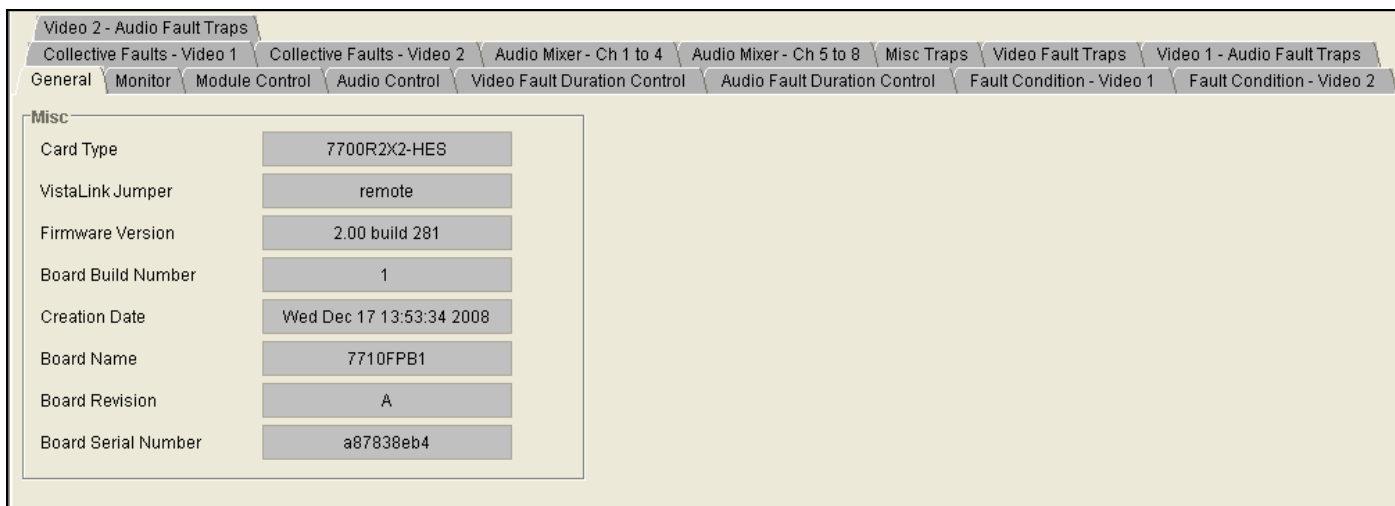 Video 2 - Audio Fault Traps
Collective Faults - Video 1 Collective Faults - Video 2 Audio Mixer - Ch 1 to 4 Audio Mixer - Ch 5 to 8 Misc Traps Video Fault Traps Video 1 - Audio Fault Traps
General Monitor Module Control Audio Control Video Fault Duration Control Audio Fault Duration Control Fault Condition - Video 1 Fault Condition - Video 2
Misc
Card Type 7700R2X2-HES
VistaLink Jumper remote
Firmware Version 2.00 build 281
Board Build Number 1
Creation Date Wed Dec 17 13:53:34 2008
Board Name 7710FPB1
Board Revision A
Board Serial Number a87838eb4